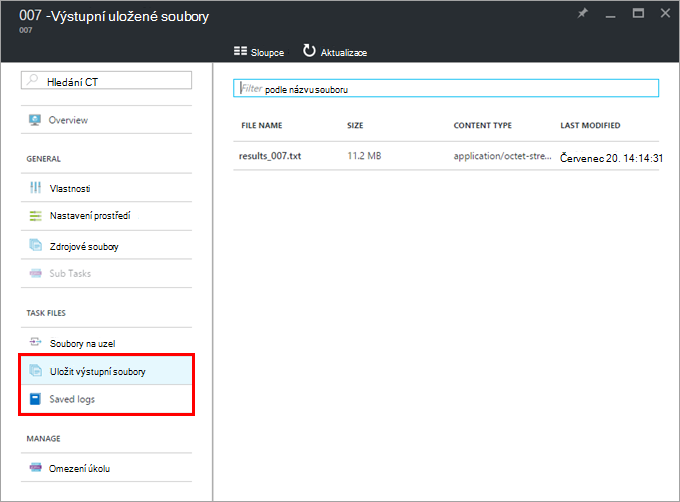 007 -Výstupní uložené soubory
007
Sloupce Aktualizace
Hledání CT
Overview
GENERAL
Vlastnosti
Nastavení prostředí
Zdrojové soubory
Sub Tasks
TASK FILES
Soubory na uzel
Uložit výstupní soubory
Saved logs
MANAGE
Omezení úkolu
Filter podle názvu souboru
FILE NAME SIZE CONTENT TYPE LAST MODIFIED
results_007.txt 11.2 MB application/octet-stre... Červenec 20. 14:14:31